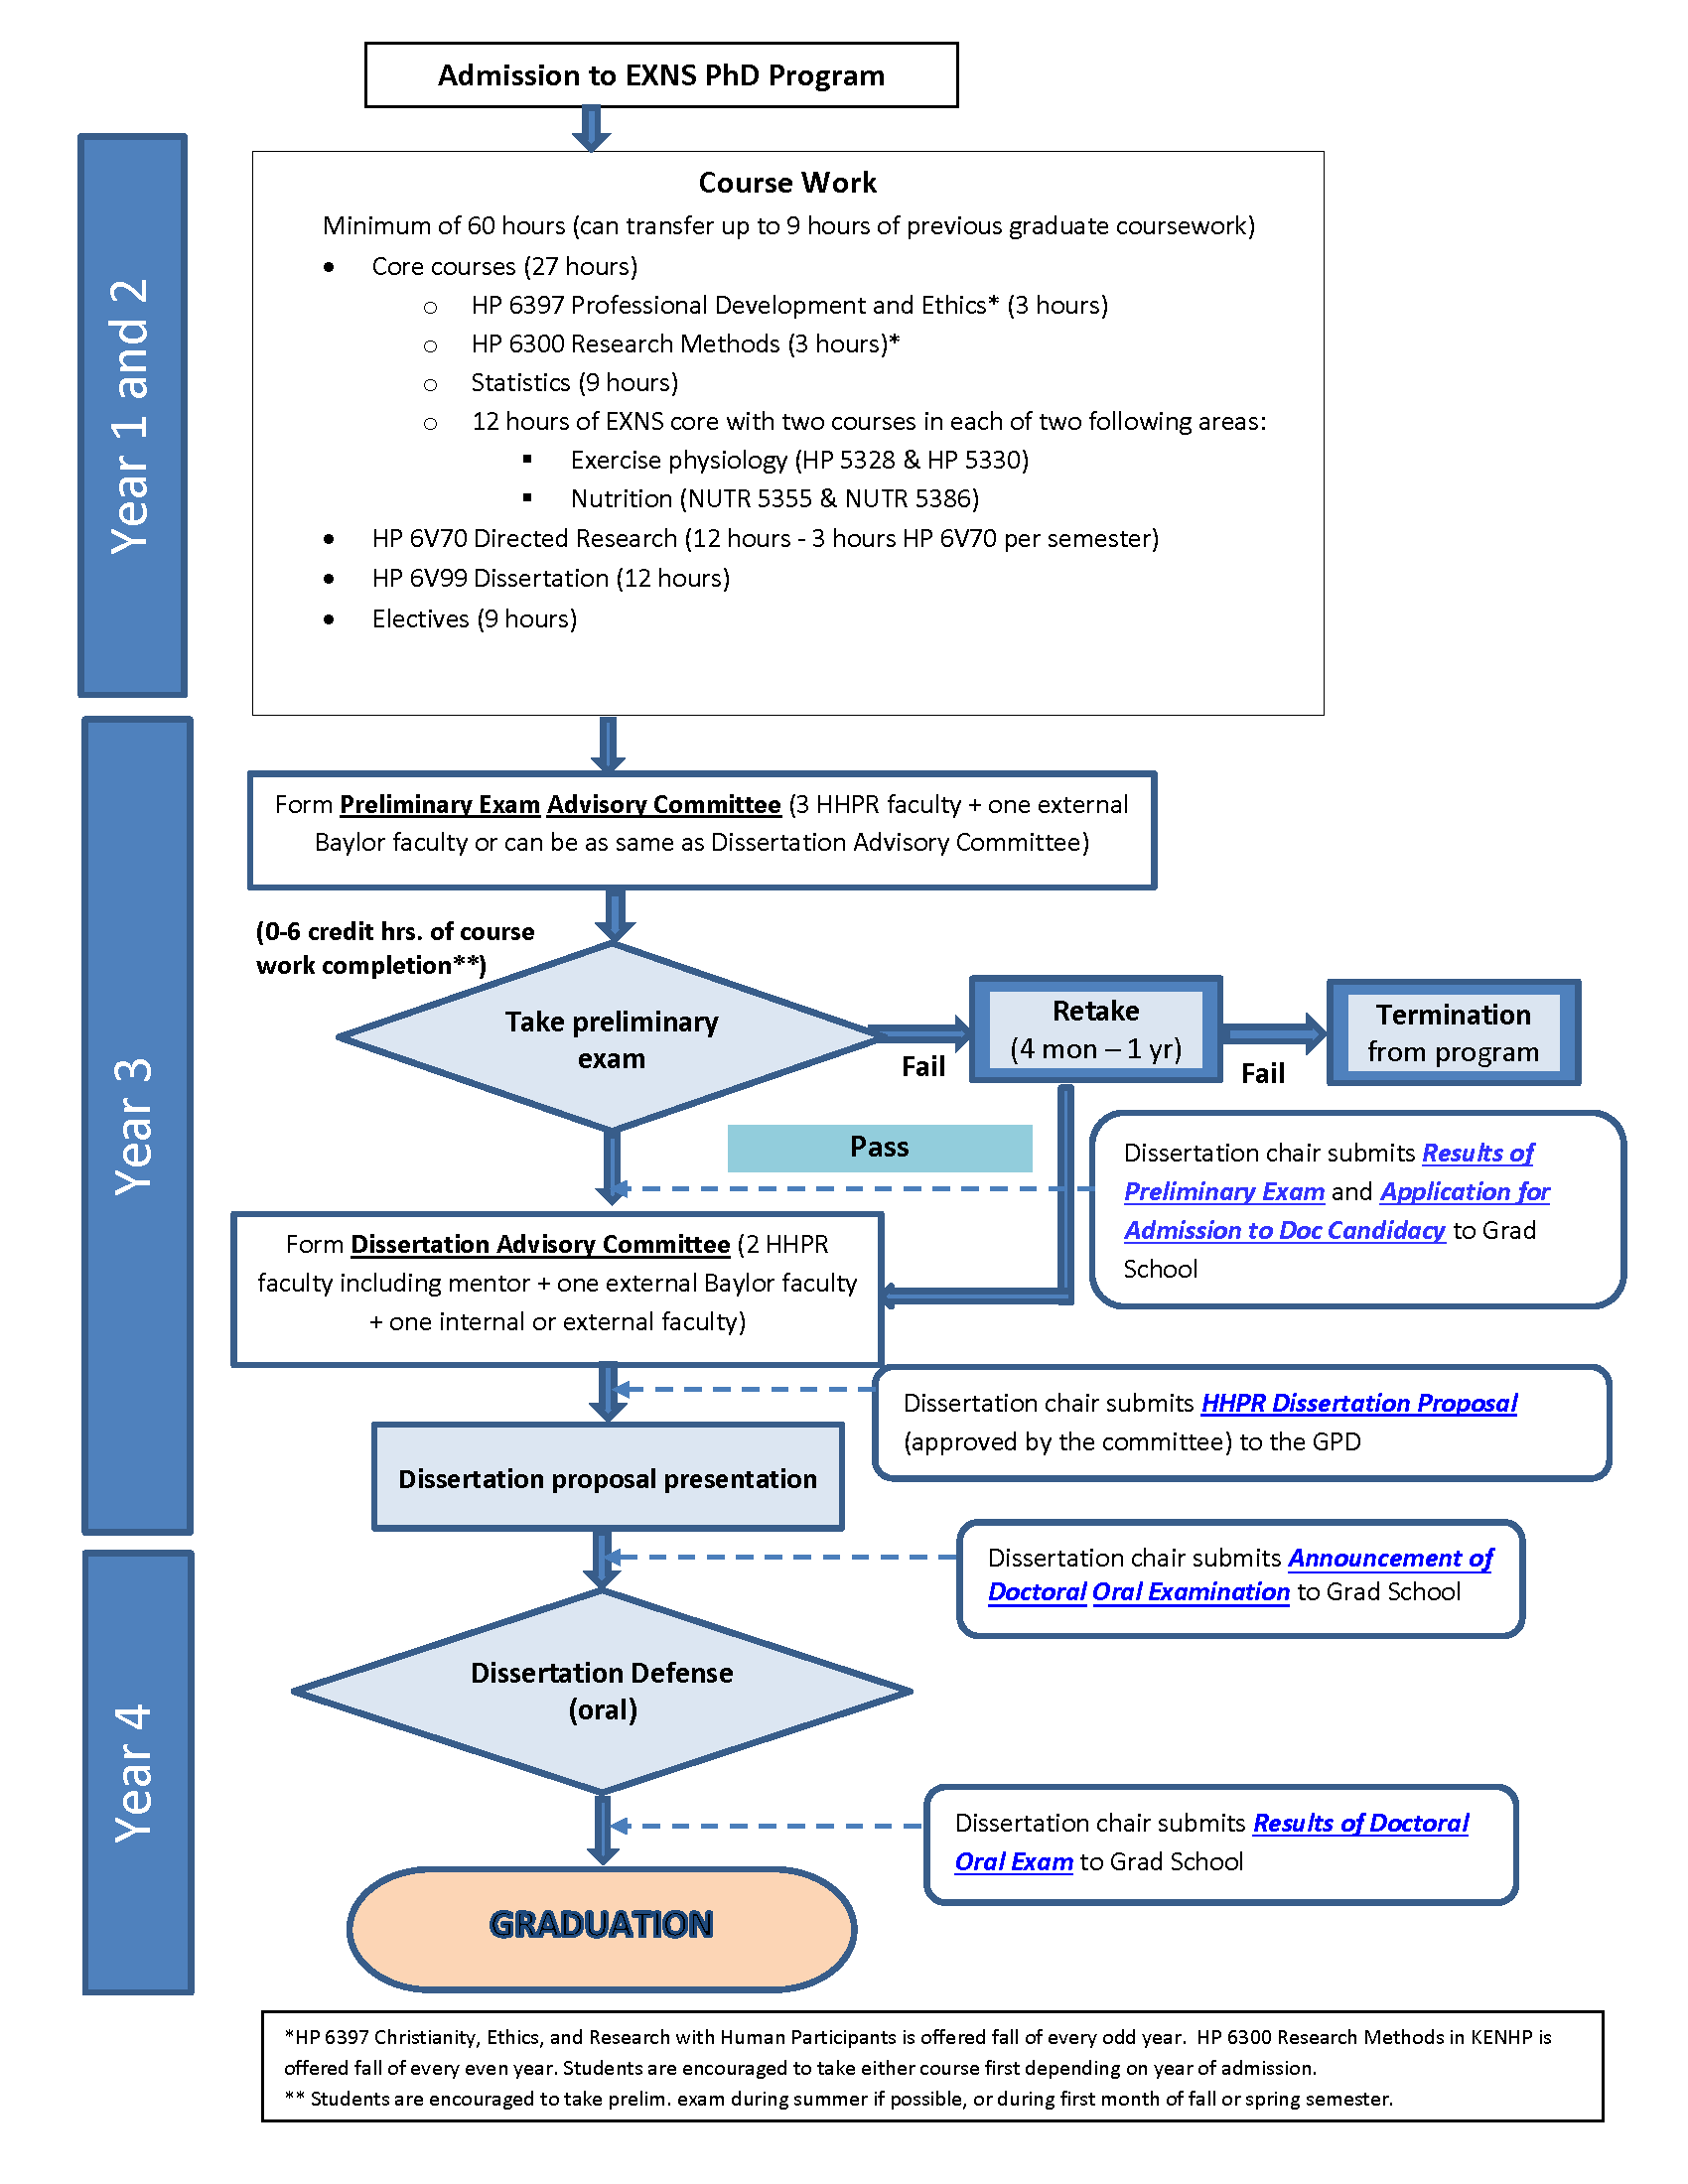 Admission to EXNS PhD Program
Year 1 and 2
Course Work
Minimum of 60 hours (can transfer up to 9 hours of previous graduate coursework)
• Core courses (27 hours)
o HP 6397 Professional Development and Ethics* (3 hours)
o HP 6300 Research Methods (3 hours)*
o Statistics (9 hours)
o 12 hours of EXNS core with two courses in each of two following areas:
▪ Exercise physiology (HP 5328 & HP 5330)
▪ Nutrition (NUTR 5355 & NUTR 5386)
• HP 6V70 Directed Research (12 hours - 3 hours HP 6V70 per semester)
• HP 6V99 Dissertation (12 hours)
• Electives (9 hours)
Year 3
Form Preliminary Exam Advisory Committee (3 HHPR faculty + one external
Baylor faculty or can be as same as Dissertation Advisory Committee)
(0-6 credit hrs. of course
work completion**)
Take preliminary
exam
Fail
Retake
(4 mon – 1 yr)
Fail
Termination
from program
Pass
Dissertation chair submits Results of
Preliminary Exam and Application for
Admission to Doc Candidacy to Grad
School
Form Dissertation Advisory Committee (2 HHPR
faculty including mentor + one external Baylor faculty
+ one internal or external faculty)
Dissertation chair submits HHPR Dissertation Proposal
(approved by the committee) to the GPD
Dissertation proposal presentation
Year 4
Dissertation chair submits Announcement of
Doctoral Oral Examination to Grad School
Dissertation Defense
(oral)
Dissertation chair submits Results of Doctoral
Oral Exam to Grad School
GRADUATION
*HP 6397 Christianity, Ethics, and Research with Human Participants is offered fall of every odd year.  HP 6300 Research Methods in KENHP is
offered fall of every even year. Students are encouraged to take either course first depending on year of admission.
** Students are encouraged to take prelim. exam during summer if possible, or during first month of fall or spring semester.